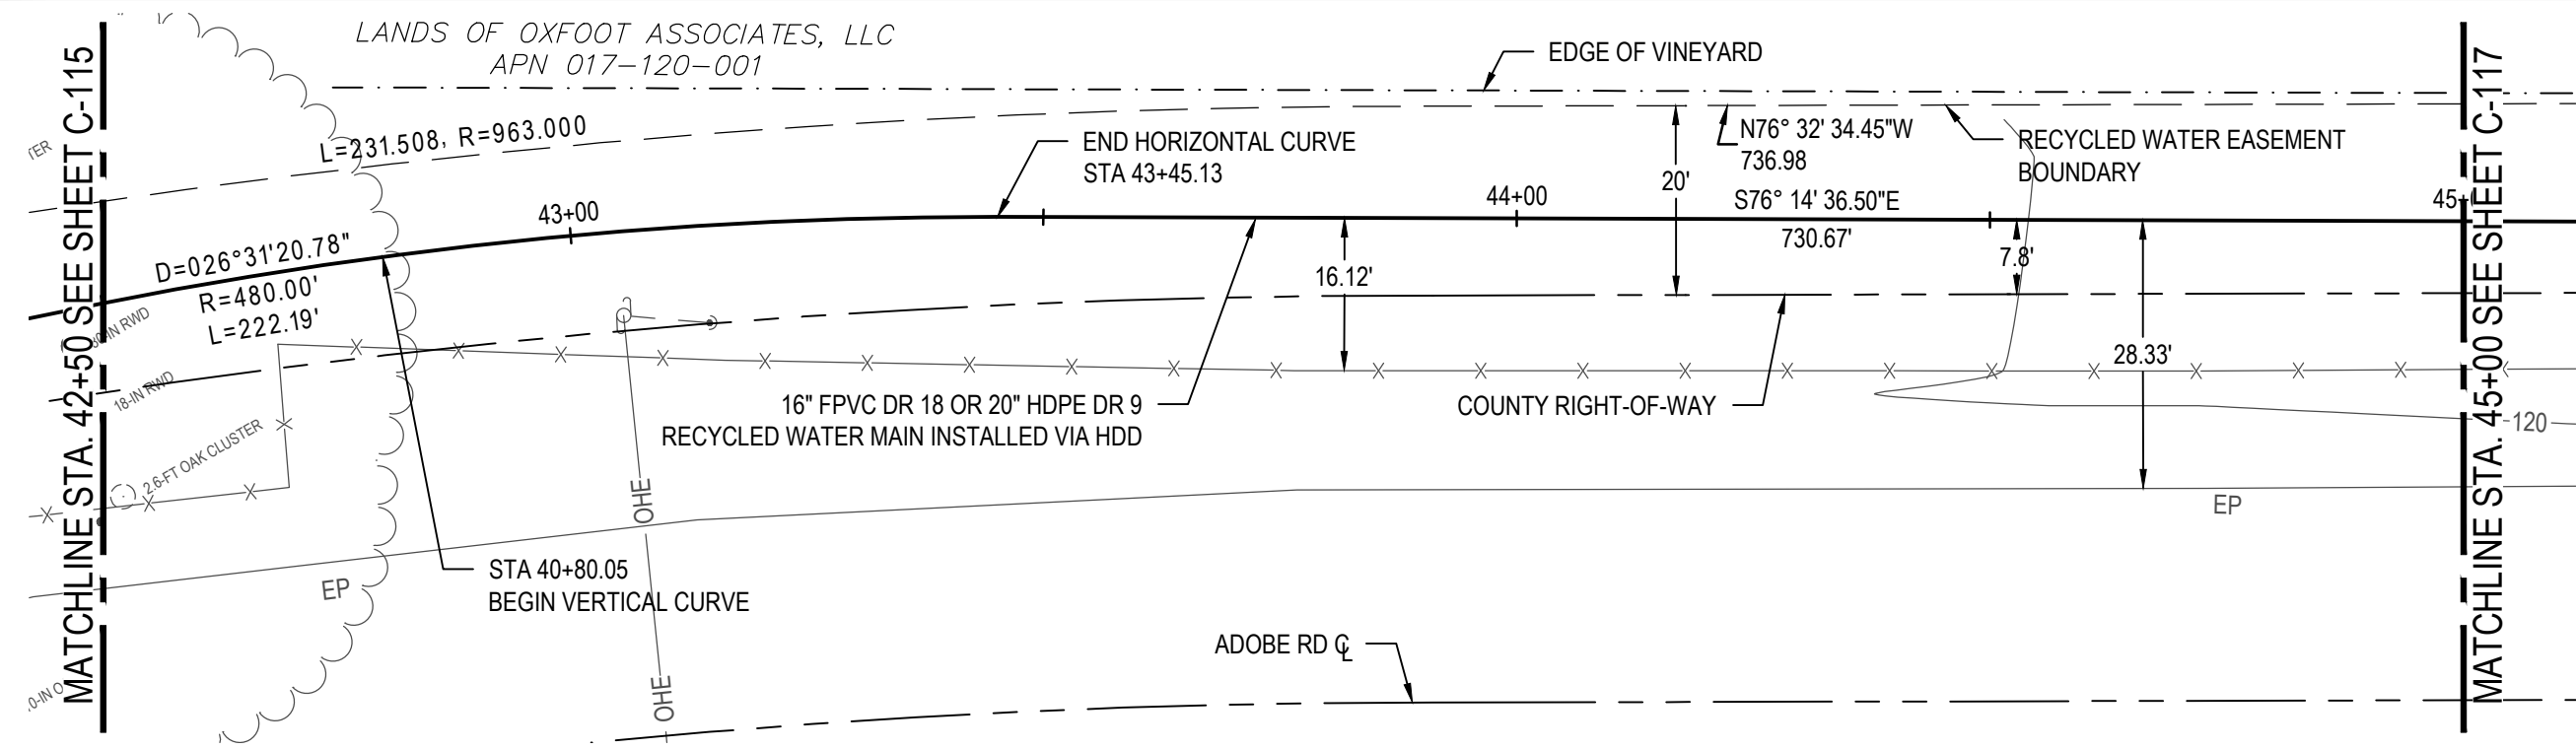 LANDS OF OXFOOT ASSOCIATES, LLC
APN 017-120-001
EDGE OF VINEYARD
MATCHLINE STA. 42+50 SEE SHEET C-115
L=231.508, R=963.000
END HORIZONTAL CURVE
STA 43+45.13
N76° 32' 34.45"W
736.98
RECYCLED WATER EASEMENT
BOUNDARY
MATCHLINE STA. 45+00 SEE SHEET C-117
20'
43+00
44+00
S76° 14' 36.50"E
730.67'
D=026°31'20.78"
R=480.00'
L=222.19'
16.12'
7.8'
28.33'
18-IN RWD
2.6-FT OAK CLUSTER
16" FPVC DR 18 OR 20" HDPE DR 9
RECYCLED WATER MAIN INSTALLED VIA HDD
COUNTY RIGHT-OF-WAY
120
OHE
EP
EP
STA 40+80.05
BEGIN VERTICAL CURVE
ADOBE RD ℄
OHE